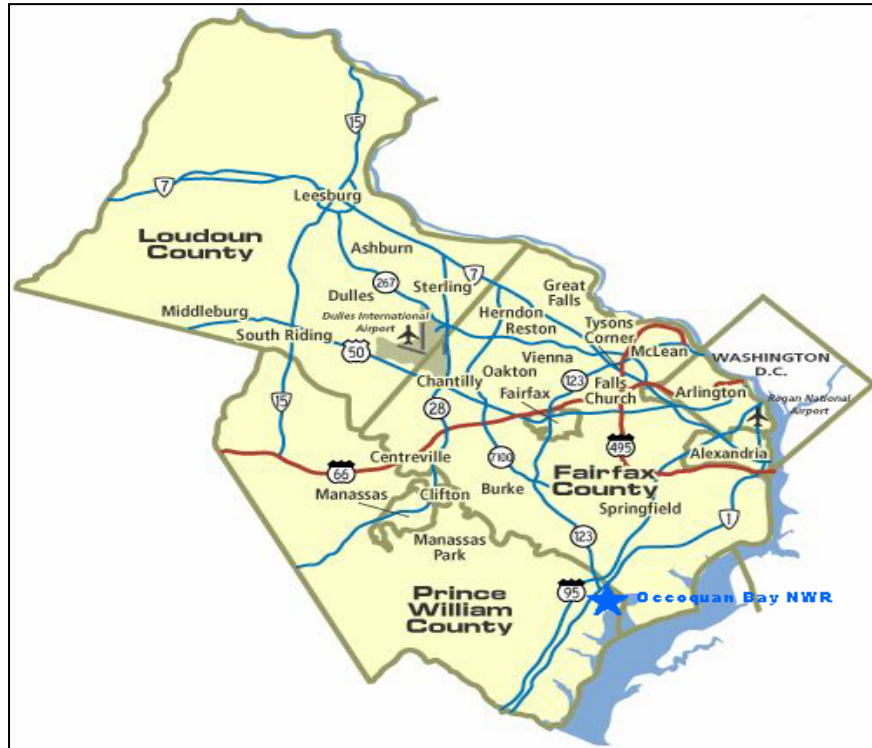 15
7
Leesburg
Loudoun
County
Ashburn
267
Sterling
7
Great
Falls
Dulles
Dulles International
Airport
Herndon
Reston
Middleburg
South Riding
50
Tysons
Corner
McLean
WASHINGTON
D.C.
Vienna
Oakton
Chantilly
123
Falls
Church
Arlington
Regan National
Airport
15
28
Fairfax
495
Alexandria
Centreville
66
7100
Fairfax
County
Manassas
Clifton
Burke
Springfield
1
Manassas
Park
123
Prince
William
County
95
Occoquan Bay NWR